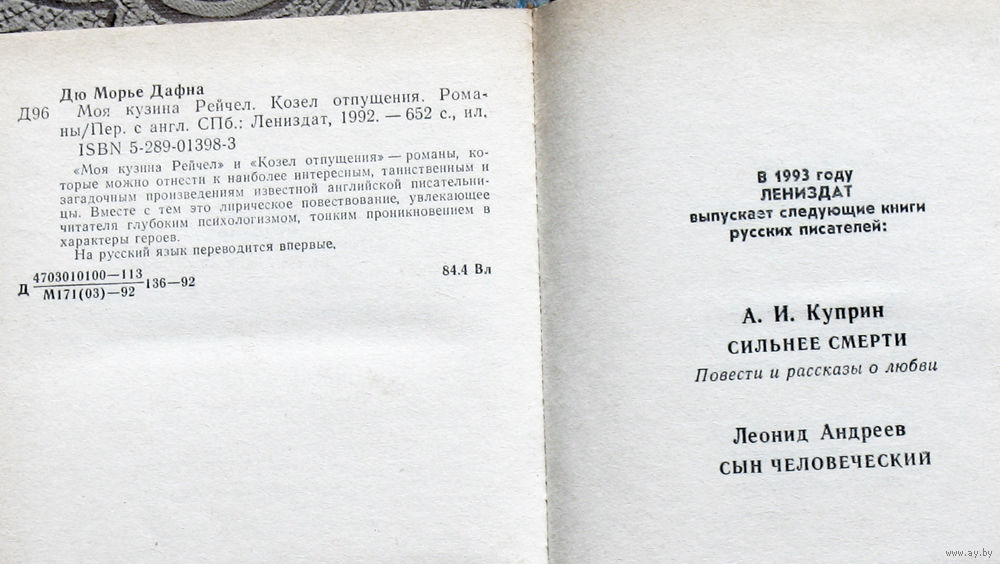 Дю Морье Дафна
Д96 Моя кузина Рейчел. Козел отпущения. Рома-
ны/Пер. с англ. СПб.: Лениздат, 1992. — 652 с., ил.
ISBN 5-289-01398-3
«Моя кузина Рейчел» и «Козел отпущения» — романы, ко-
торые можно отнести к наиболее интересным, таинственным и
загадочным произведениям известной английской писательни-
цы. Вместе с тем это лирическое повествование, увлекающее
читателя глубоким психологизмом, тонким проникновением в
характеры героев.
На русский язык переводится впервые.
Д 4703010100—113
М171(03)—92 136—92
84.4 Вл
В 1993 году
ЛЕНИЗДАТ
выпускает следующие книги
русских писателей:
А. И. Куприн
СИЛЬНЕЕ СМЕРТИ
Повести и рассказы о любви
Леонид Андреев
СЫН ЧЕЛОВЕЧЕСКИЙ
www.ay.by